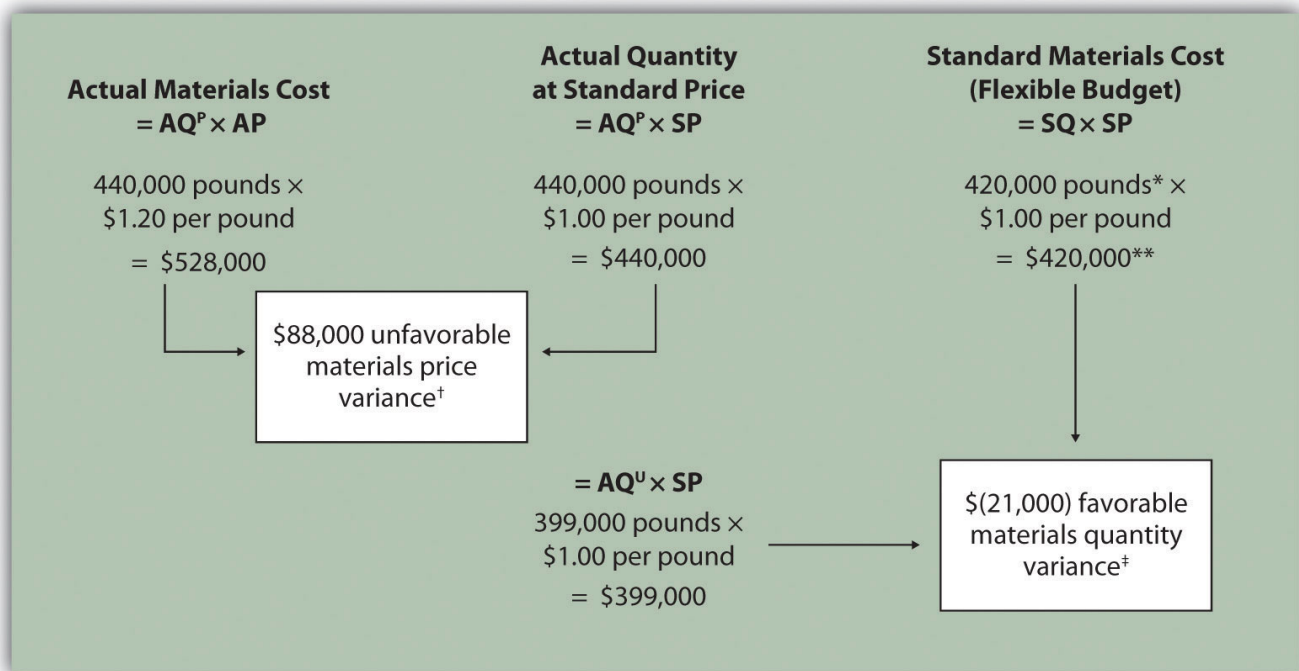 Actual Materials Cost
= AQᴾ × AP
440,000 pounds ×
$1.20 per pound
= $528,000
Actual Quantity
at Standard Price
= AQᴾ × SP
440,000 pounds ×
$1.00 per pound
= $440,000
Standard Materials Cost
(Flexible Budget)
= SQ × SP
420,000 pounds* ×
$1.00 per pound
= $420,000**
$88,000 unfavorable
materials price
variance†
= AQᵁ × SP
399,000 pounds ×
$1.00 per pound
= $399,000
$(21,000) favorable
materials quantity
variance‡